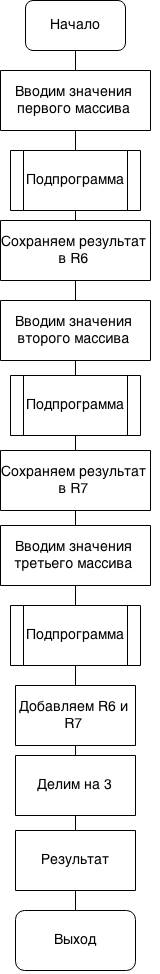 Начало
Вводим значения
первого массива
Подпрограмма
Сохраняем результат
в R6
Вводим значения
второго массива
Подпрограмма
Сохраняем результат
в R7
Вводим значения
третьего массива
Подпрограмма
Добавляем R6 и
R7
Делим на 3
Результат
Выход